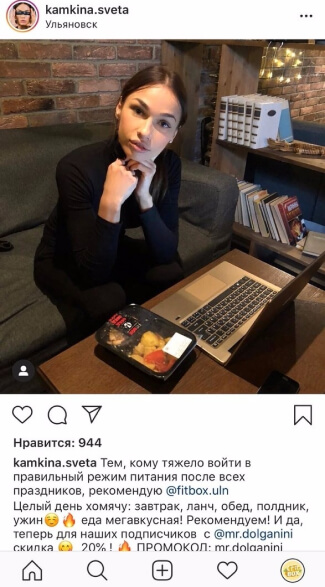 kamkina.sveta
Ульяновск
Нравится: 944
kamkina.sveta Тем, кому тяжело войти в
правильный режим питания после всех
праздников, рекомендую @fitbox.uln
Целый день хомячу: завтрак, ланч, обед, полдник,
ужин☺️🔥 еда мегавкусная! Рекомендуем! И да,
теперь для наших подписчиков с @mr.dolganini
скидка 😋 20% ! 🔥 ПРОМОКОД: mr.dolganini